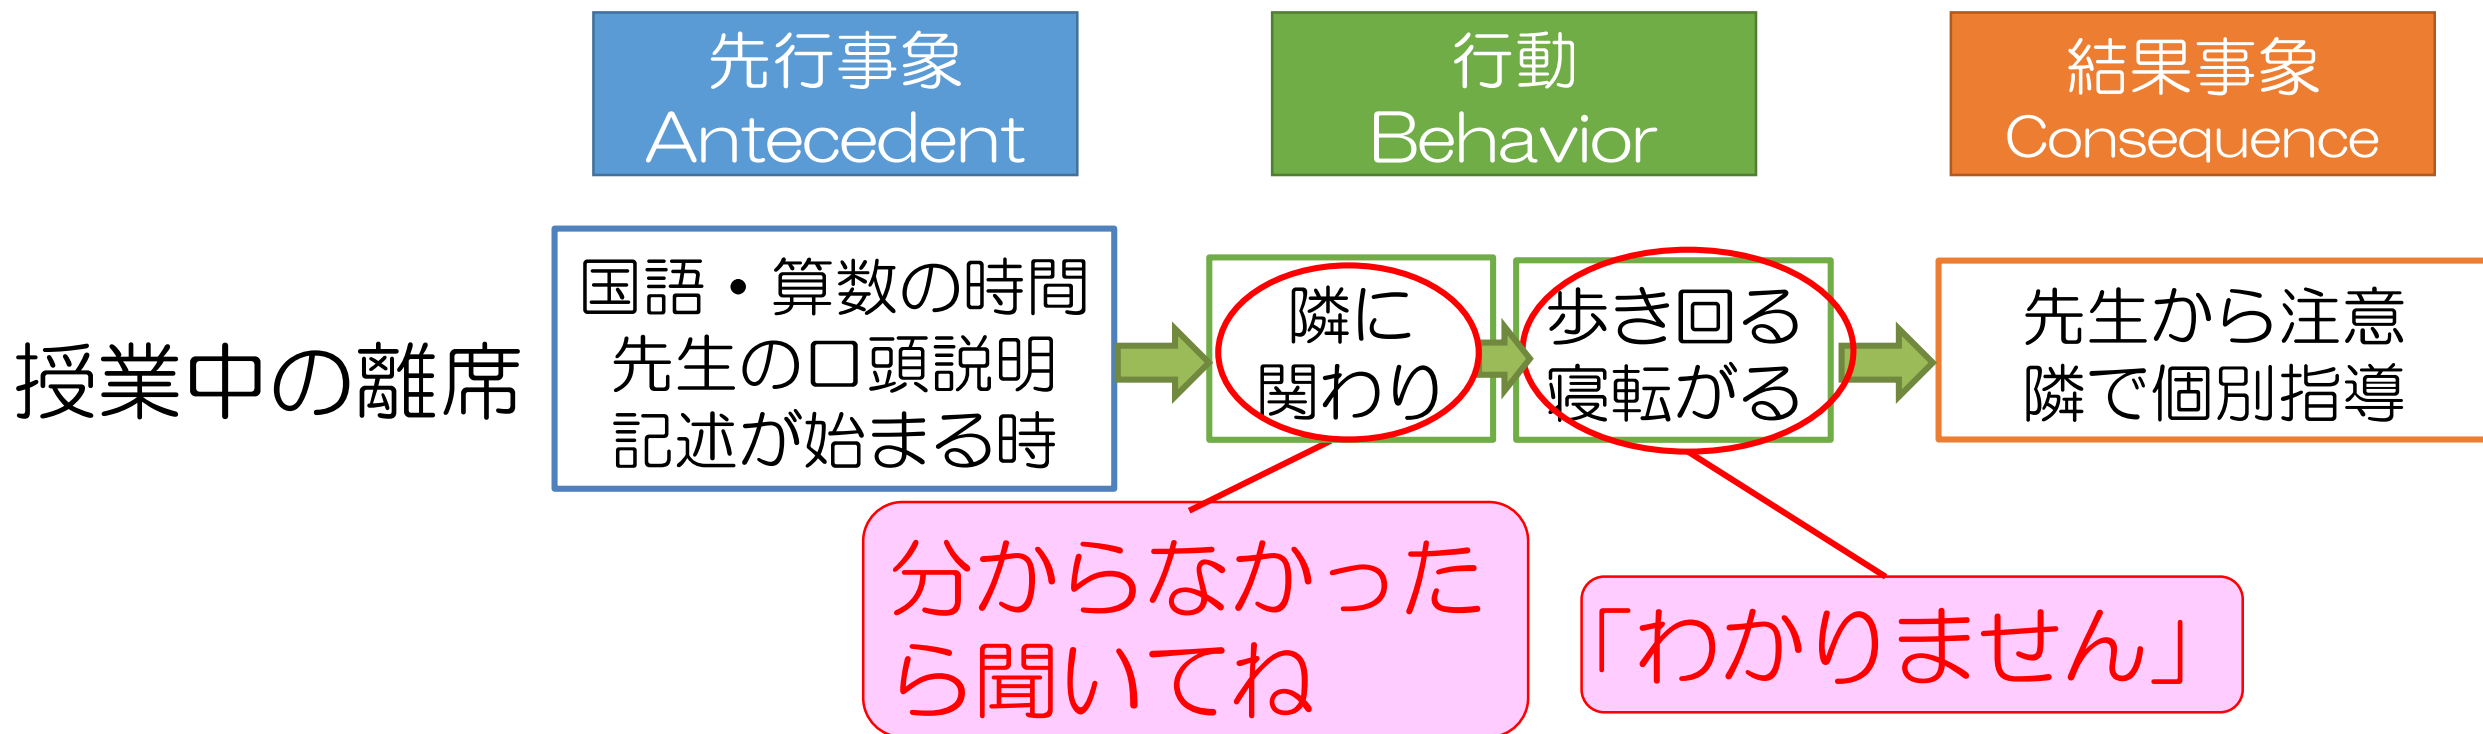 先行事象
Antecedent
行動
Behavior
結果事象
Consequence
授業中の離席
国語・算数の時間
先生の口頭説明
記述が始まる時
隣に
関わり
歩き回る
寝転がる
先生から注意
隣で個別指導
分からなかった
ら聞いてね
「わかりません」